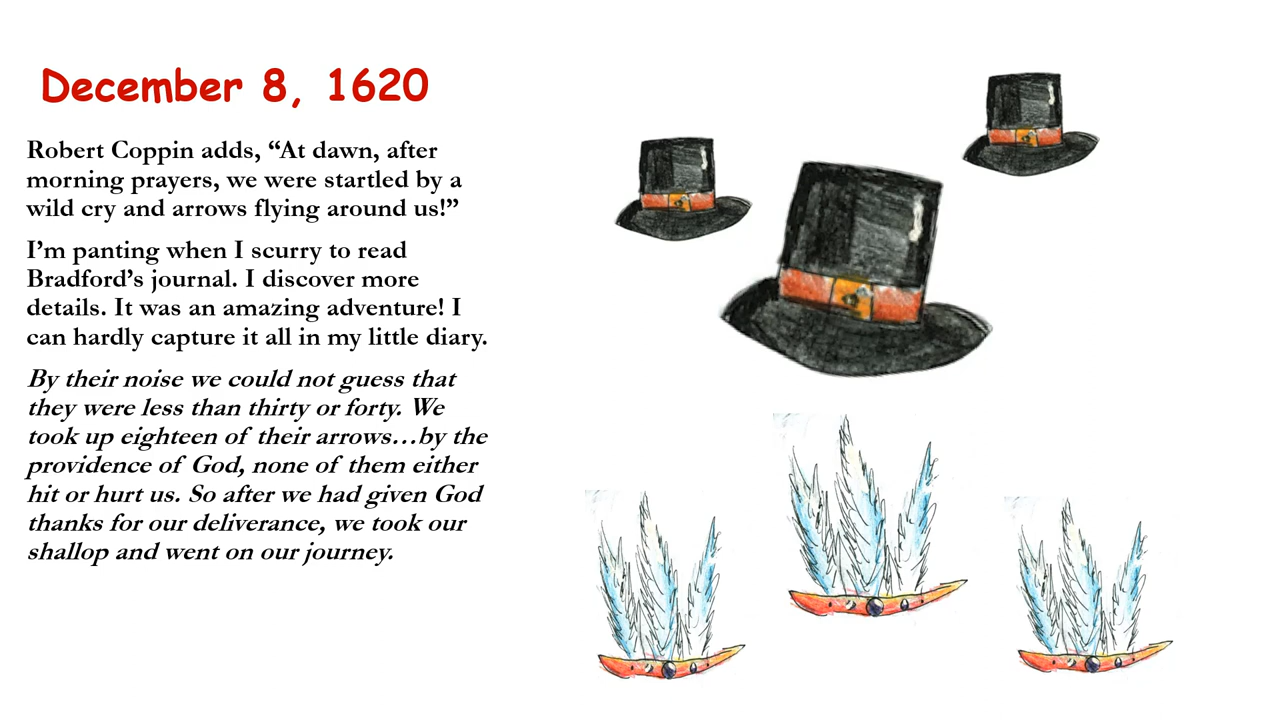 December 8, 1620
Robert Coppin adds, “At dawn, after
morning prayers, we were startled by a
wild cry and arrows flying around us!”
I’m panting when I scurry to read
Bradford’s journal. I discover more
details. It was an amazing adventure! I
can hardly capture it all in my little diary.
By their noise we could not guess that
they were less than thirty or forty. We
took up eighteen of their arrows…by the
providence of God, none of them either
hit or hurt us. So after we had given God
thanks for our deliverance, we took our
shallop and went on our journey.